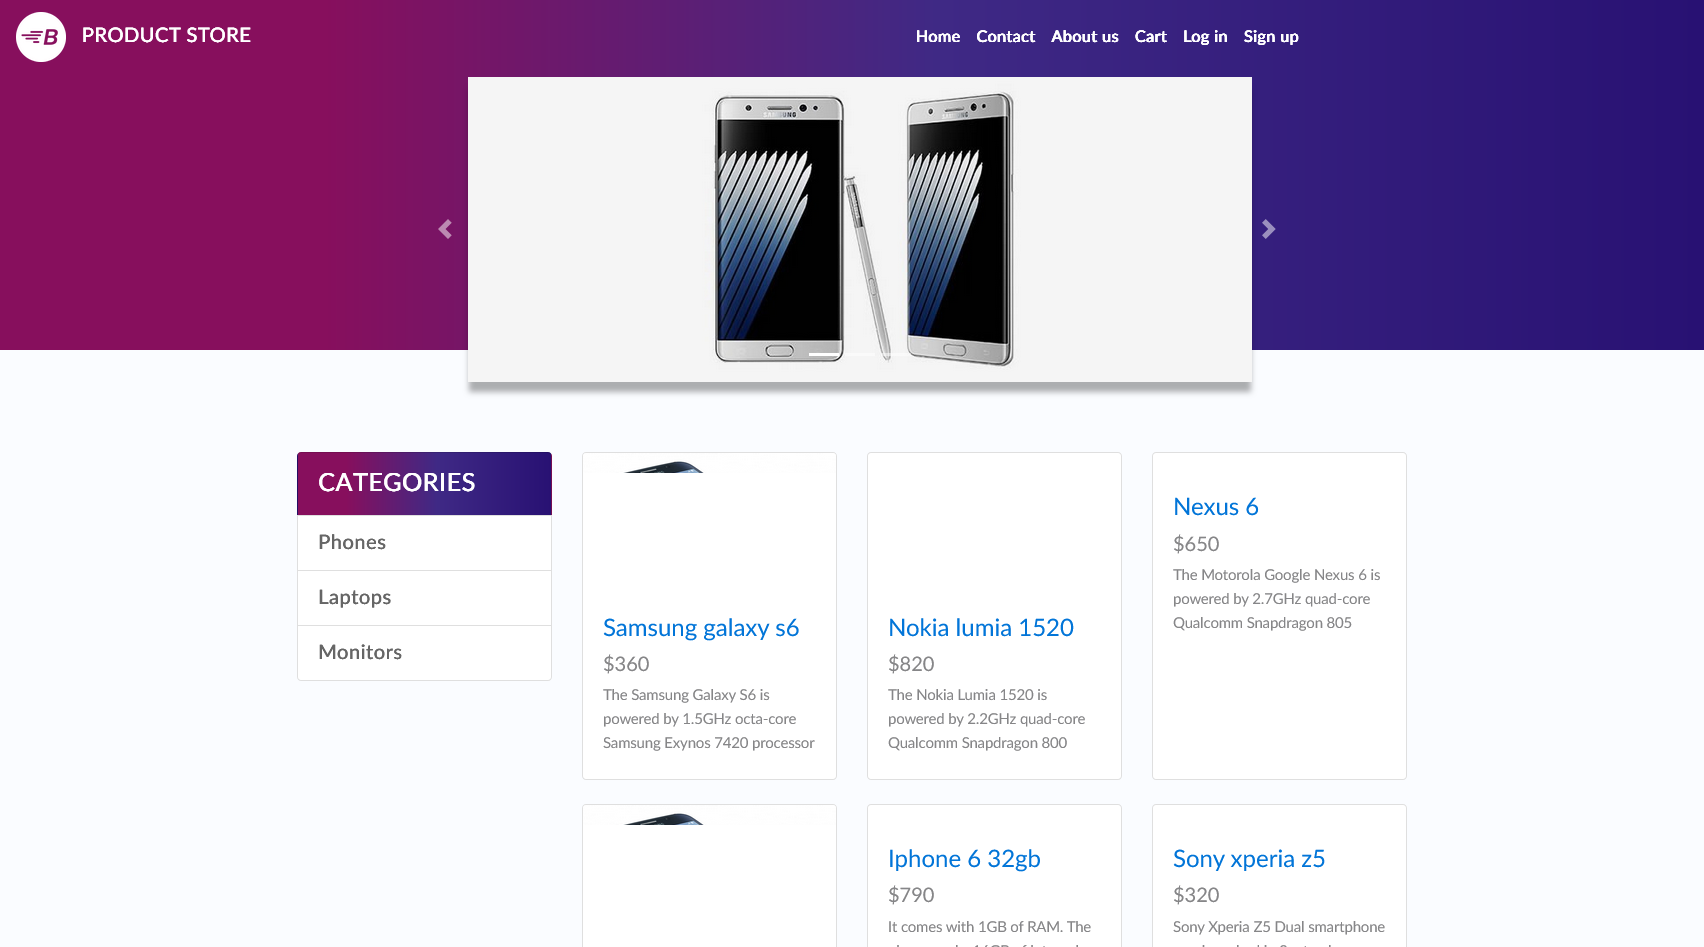 B
PRODUCT STORE
Home Contact About us Cart Log in Sign up
SAMSUNG
SAMSUNG
CATEGORIES
Phones
Laptops
Monitors
Samsung galaxy s6
$360
The Samsung Galaxy S6 is
powered by 1.5GHz octa-core
Samsung Exynos 7420 processor
Nokia lumia 1520
$820
The Nokia Lumia 1520 is
powered by 2.2GHz quad-core
Qualcomm Snapdragon 800
Nexus 6
$650
The Motorola Google Nexus 6 is
powered by 2.7GHz quad-core
Qualcomm Snapdragon 805
Iphone 6 32gb
$790
It comes with 1GB of RAM. The
Sony xperia z5
$320
Sony Xperia Z5 Dual smartphone